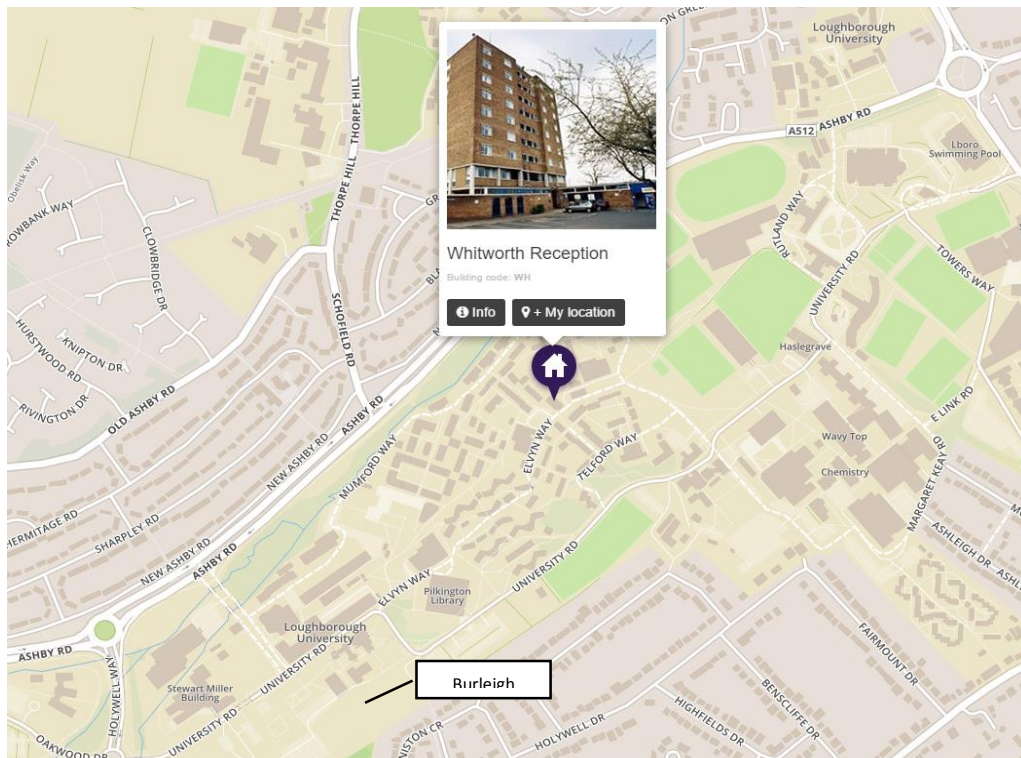 Loughborough
University
THORPE HILL
THORPE HILL
A512
ASHBY RD
Lboro
Swimming Pool
Obelisk Way
CLOWBRIDGE DR
RUTLAND WAY
TOWERS WAY
UNIVERSITY RD
Whitworth Reception
Building code: WH
Info
+ My location
SCHOFIELD RD
KNIPTON DR
HURSTWOOD RD
RIVINGTON DR
OLD ASHBY RD
ASHBY RD
NEW ASHBY RD
MUMFORD WAY
Haslegrave
E LINK RD
ELVYN WAY
TELFORD WAY
Wavy Top
Chemistry
MARGARET KEAY RD
HERMITAGE RD
SHARPLEY RD
NEW ASHBY RD
ASHBY RD
ASHLEIGH DR
UNIVERSITY RD
ELVYN WAY
Pilkington
Library
Loughborough
University
ASHBY RD
HOLYWELL WAY
UNIVERSITY RD
Stewart Miller
Building
Burleigh
FAIRMOUNT DR
BENSCLIFFE DR
HIGHFIELDS DR
HOLYWELL DR
UNIVERSITY RD
OAKWOOD DR